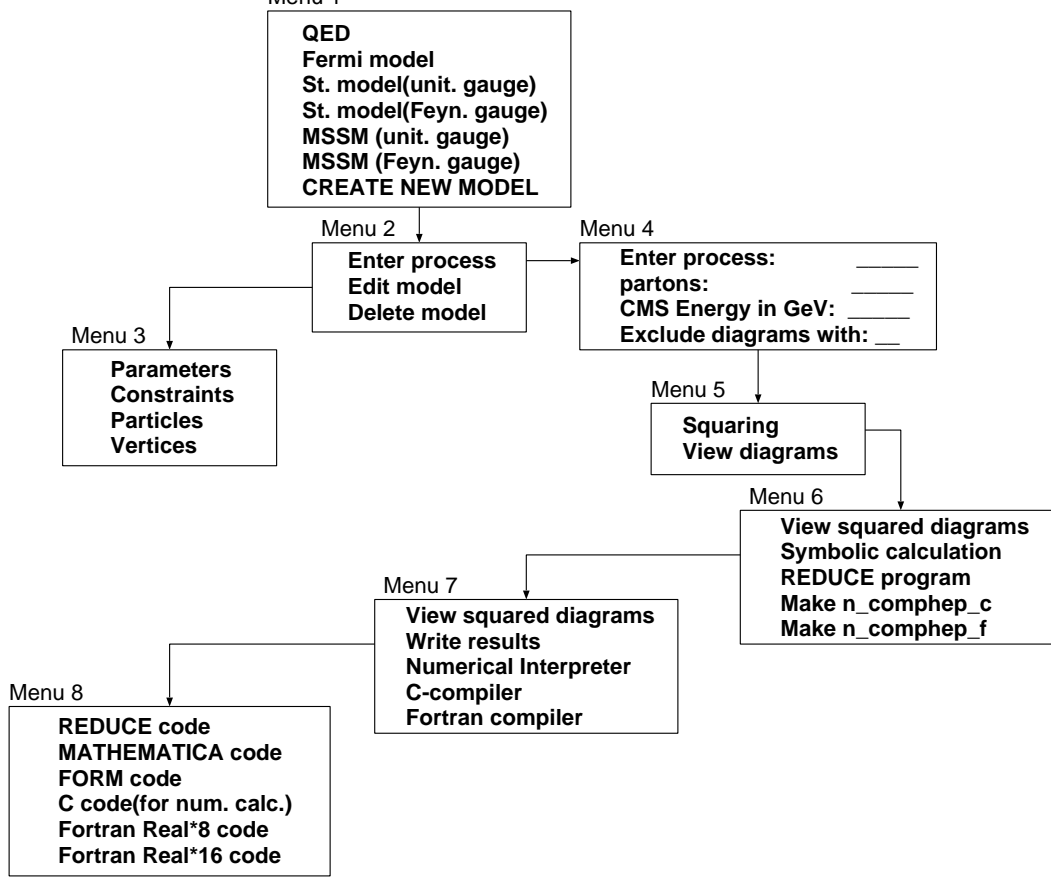 Menu 1
QED
Fermi model
St. model(unit. gauge)
St. model(Feyn. gauge)
MSSM (unit. gauge)
MSSM (Feyn. gauge)
CREATE NEW MODEL
Menu 2
Enter process
Edit model
Delete model
Menu 4
Enter process: _____
partons: _____
CMS Energy in GeV: _____
Exclude diagrams with: __
Menu 3
Parameters
Constraints
Particles
Vertices
Menu 5
Squaring
View diagrams
Menu 6
View squared diagrams
Symbolic calculation
REDUCE program
Make n_comphep_c
Make n_comphep_f
Menu 7
View squared diagrams
Write results
Numerical Interpreter
C-compiler
Fortran compiler
Menu 8
REDUCE code
MATHEMATICA code
FORM code
C code(for num. calc.)
Fortran Real*8 code
Fortran Real*16 code